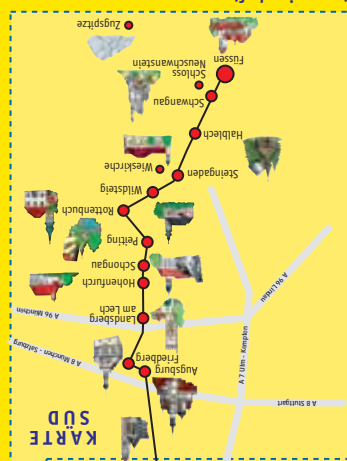 KARTE
SÜD
A 8 Stuttgart
A 8 München - Salzburg
Augsburg
Friedberg
A 7 Ulm - Kempten
Landsberg
am Lech
A 96 München
A 96 Lindau
Hohenfurch
Schongau
Peiting
Rottenbuch
Wildsteig
Wieskirche
Steingaden
Halblech
Schwangau
Schloss
Neuschwanstein
Füssen
Zugspitze